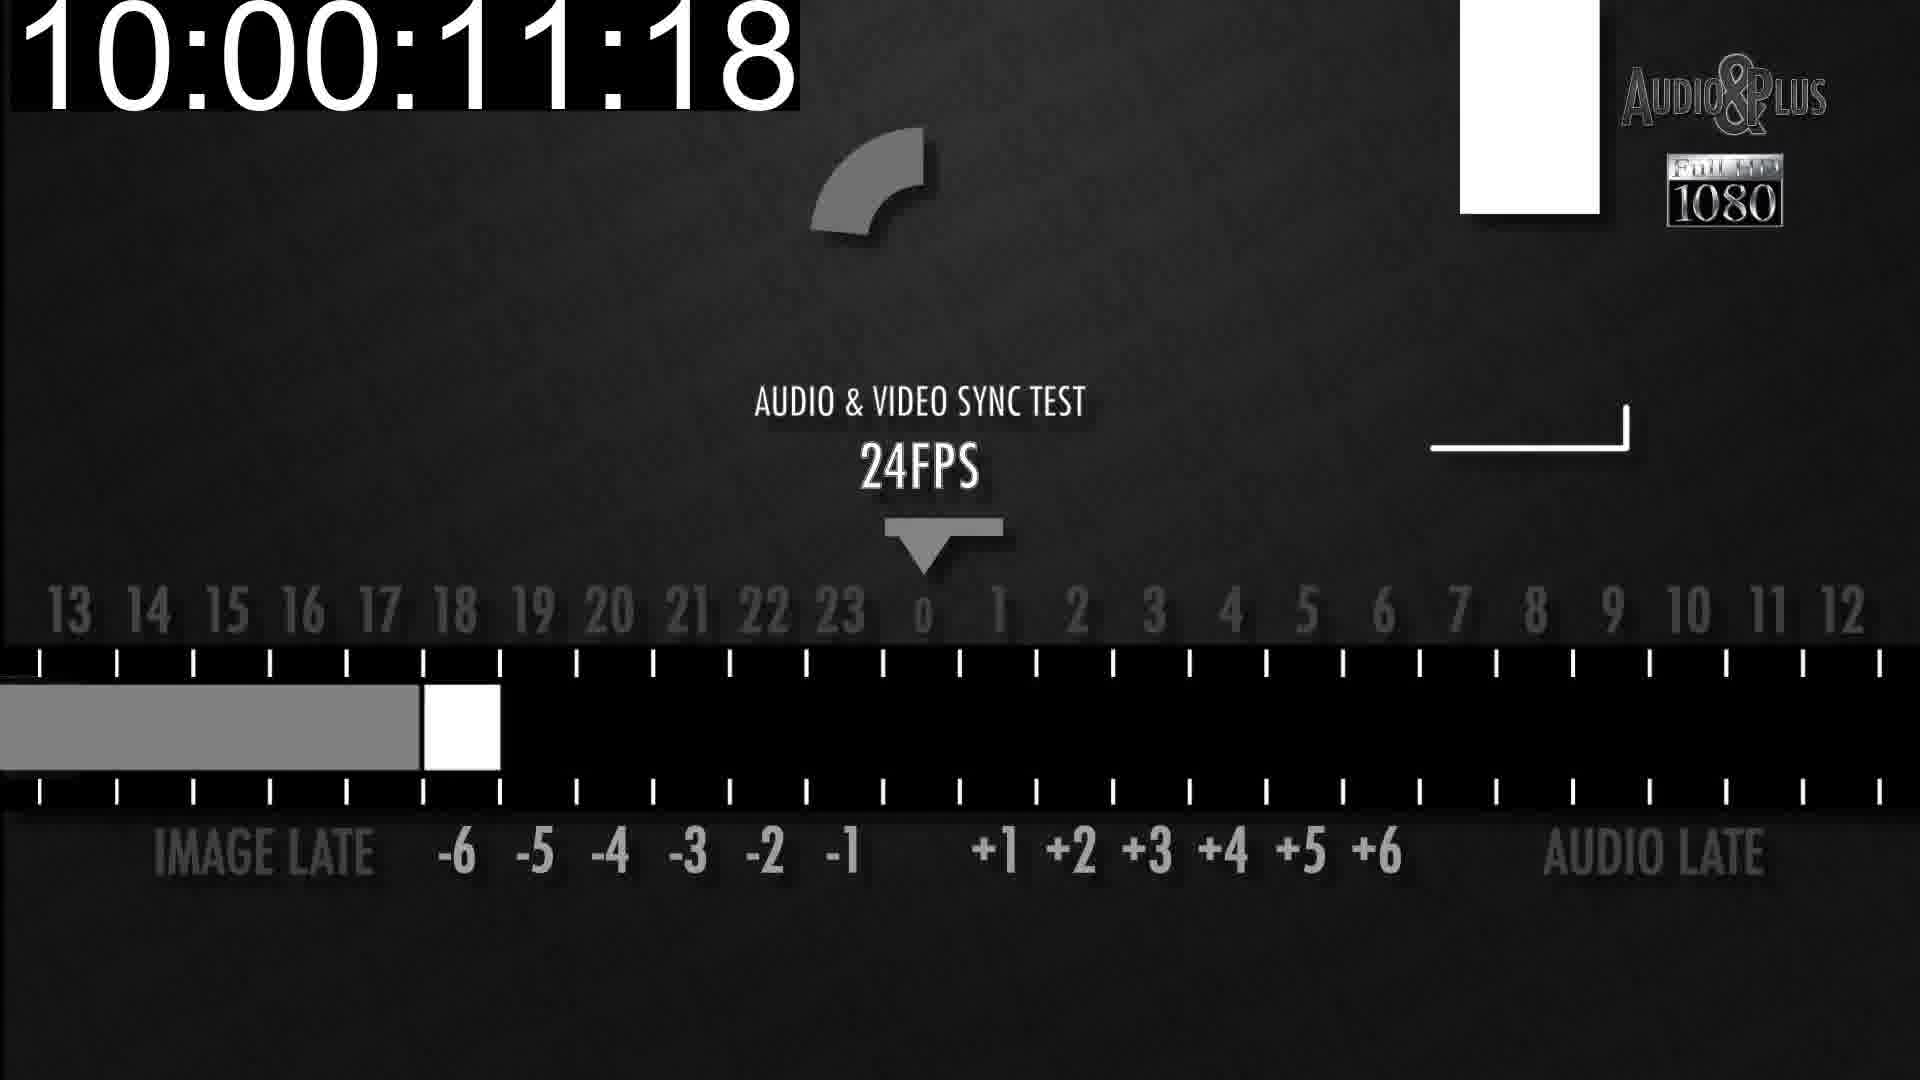 10:00:11:18
AUDIO&PLUS
Full HD
1080
AUDIO & VIDEO SYNC TEST
24FPS
13 14 15 16 17 18 19 20 21 22 23 0 1 2 3 4 5 6 7 8 9 10 11 12
IMAGE LATE -6 -5 -4 -3 -2 -1 +1 +2 +3 +4 +5 +6 AUDIO LATE